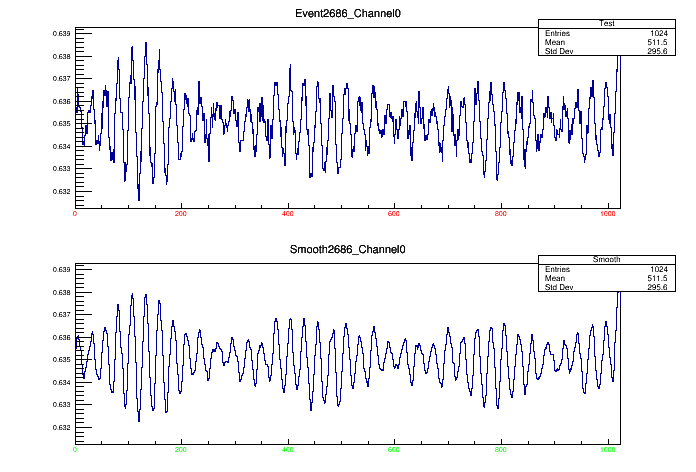 Event2686_Channel0
Test
Entries 1024
Mean 511.5
Std Dev 295.6
0.639
0.638
0.637
0.636
0.635
0.634
0.633
0.632
0 200 400 600 800 1000
Smooth2686_Channel0
Smooth
Entries 1024
Mean 511.5
Std Dev 295.6
0.639
0.638
0.637
0.636
0.635
0.634
0.633
0.632
0 200 400 600 800 1000